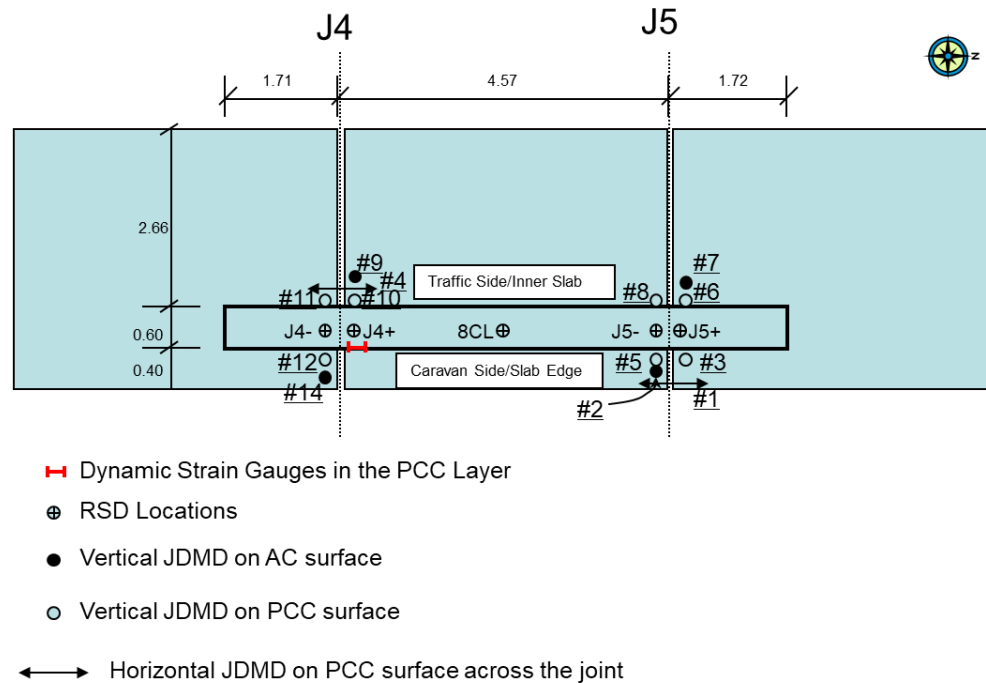 J4 J5
1.71 4.57 1.72
N
2.66
#9 #7
#4 Traffic Side/Inner Slab
#11 #10 #8 #6
0.60 J4- J4+ 8CL J5- J5+
0.40 #12 Caravan Side/Slab Edge #5 #3
#14 #2 #1
Dynamic Strain Gauges in the PCC Layer
RSD Locations
Vertical JDMD on AC surface
Vertical JDMD on PCC surface
Horizontal JDMD on PCC surface across the joint